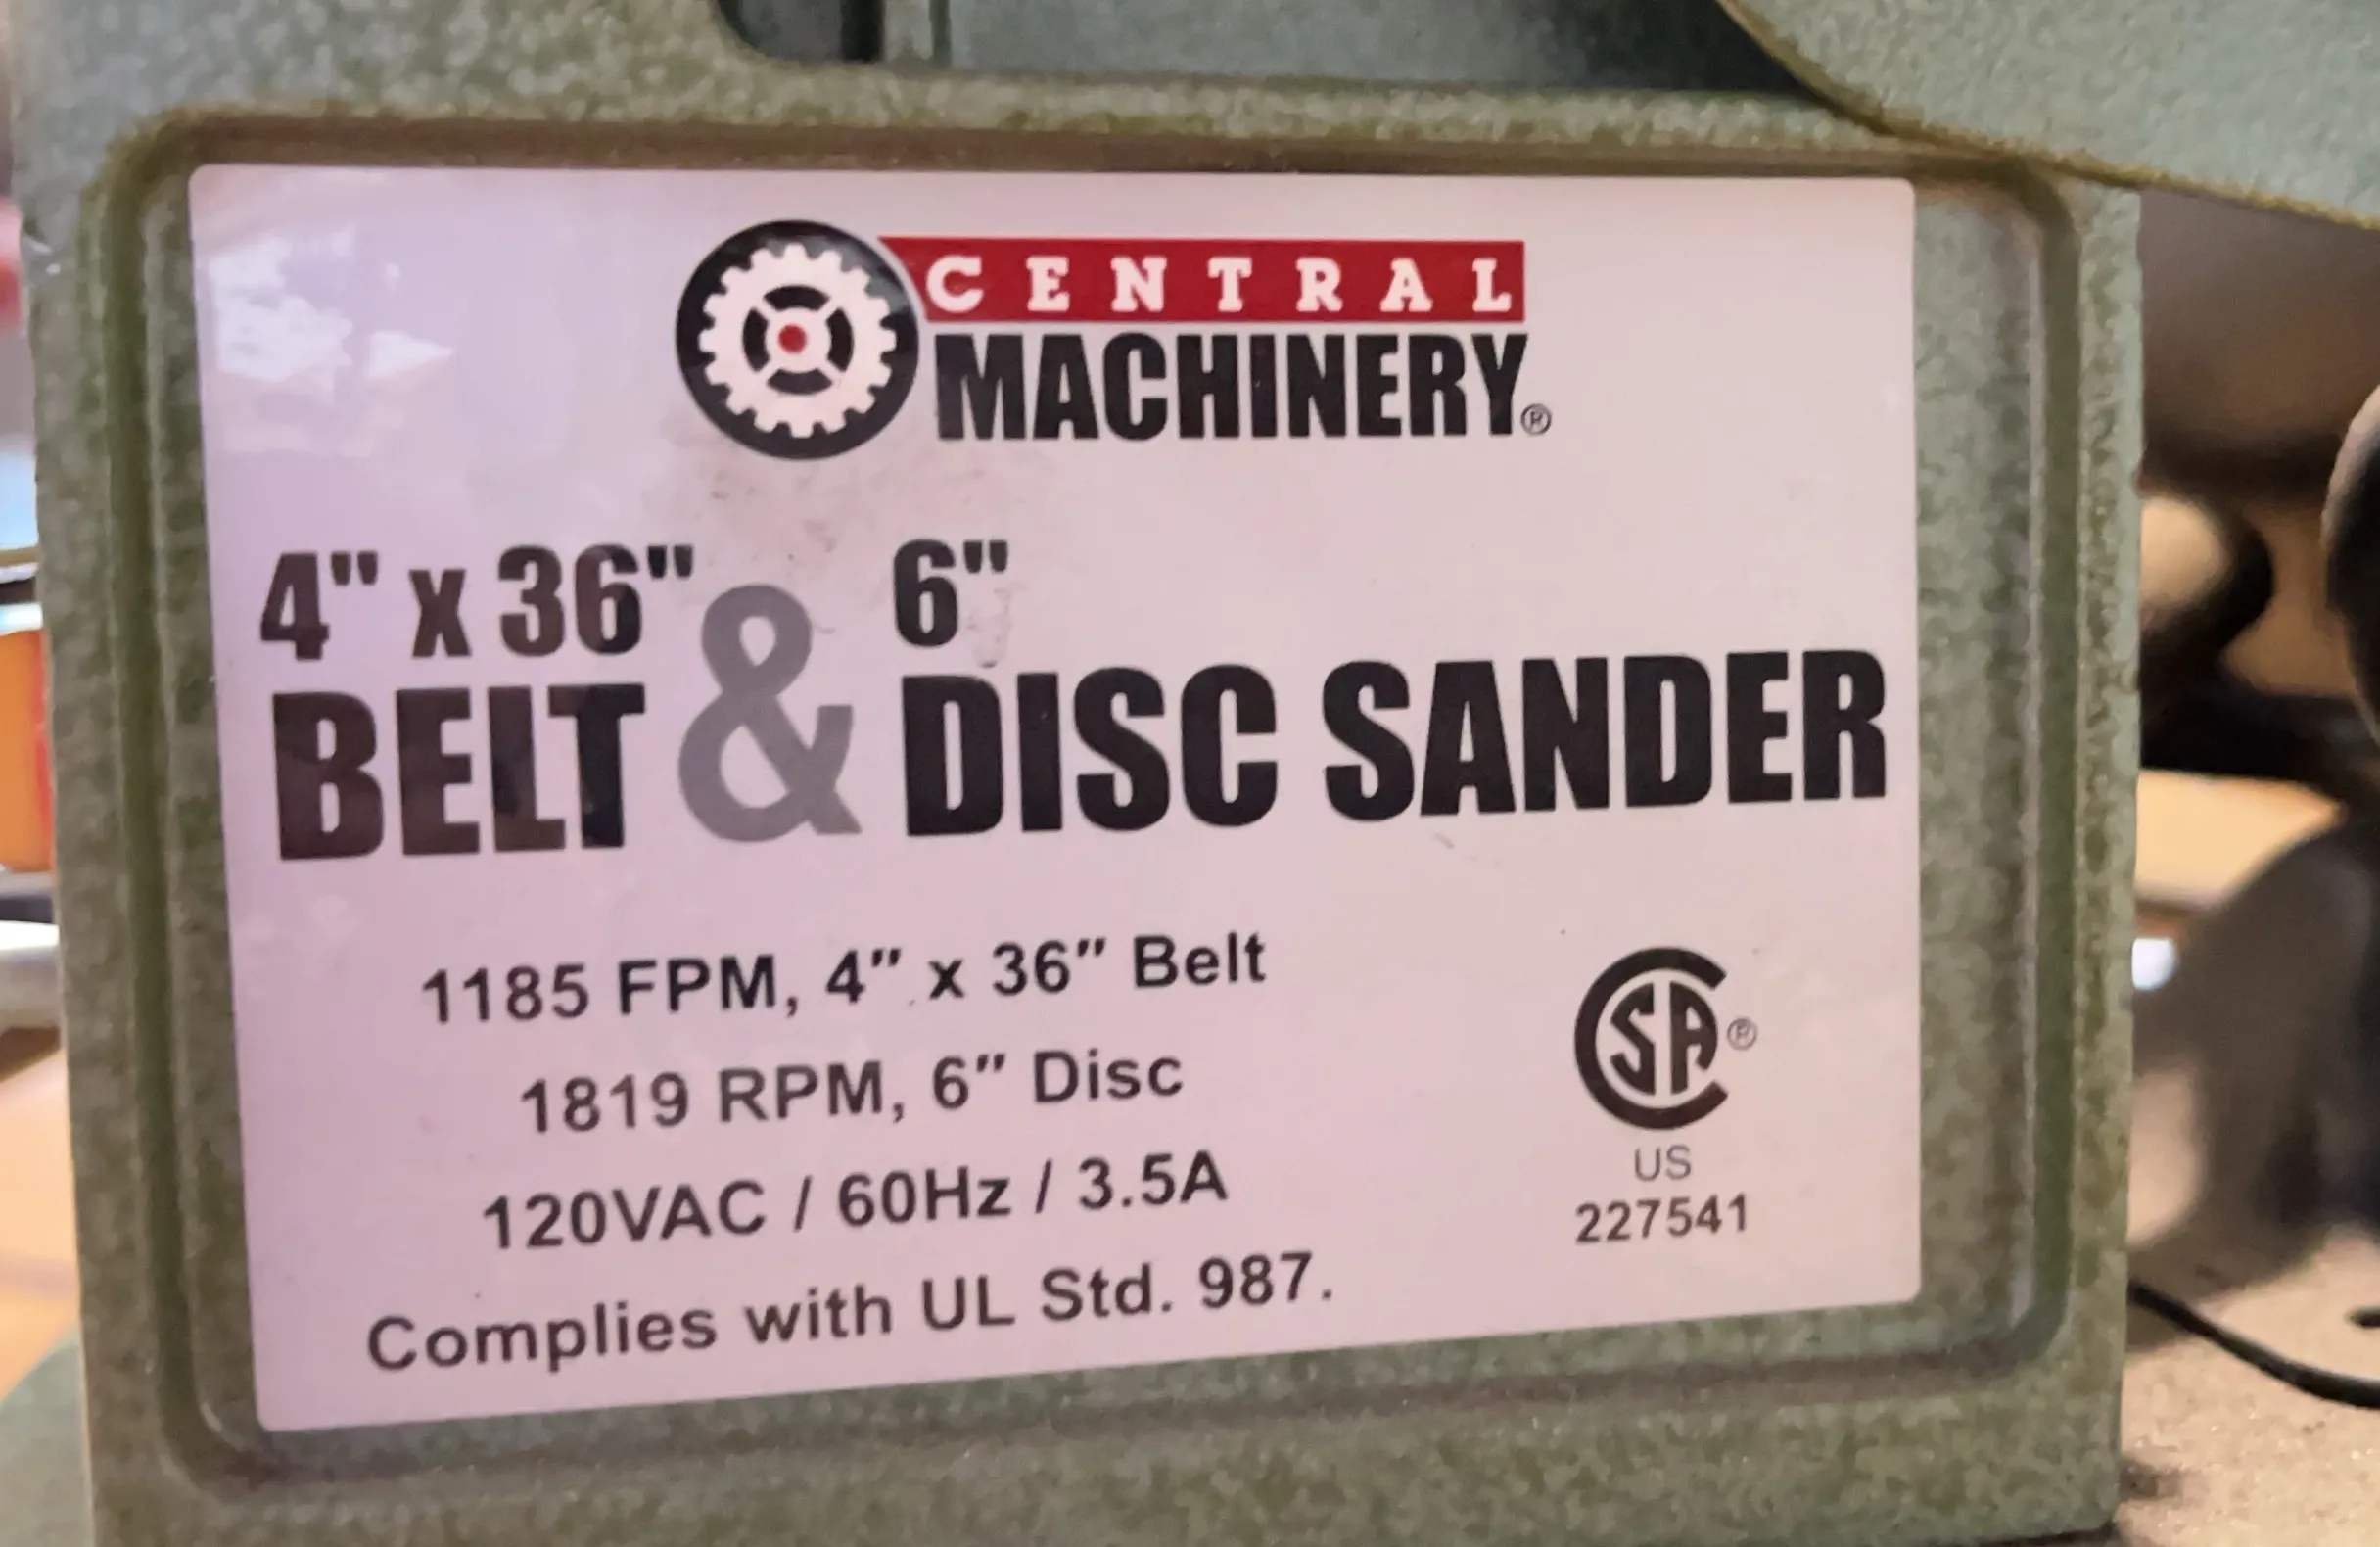 CENTRAL
MACHINERY®
4" x 36" & 6"
BELT DISC SANDER
1185 FPM, 4" x 36" Belt
1819 RPM, 6" Disc
120VAC / 60Hz / 3.5A
Complies with UL Std. 987.
CSA®
US
227541